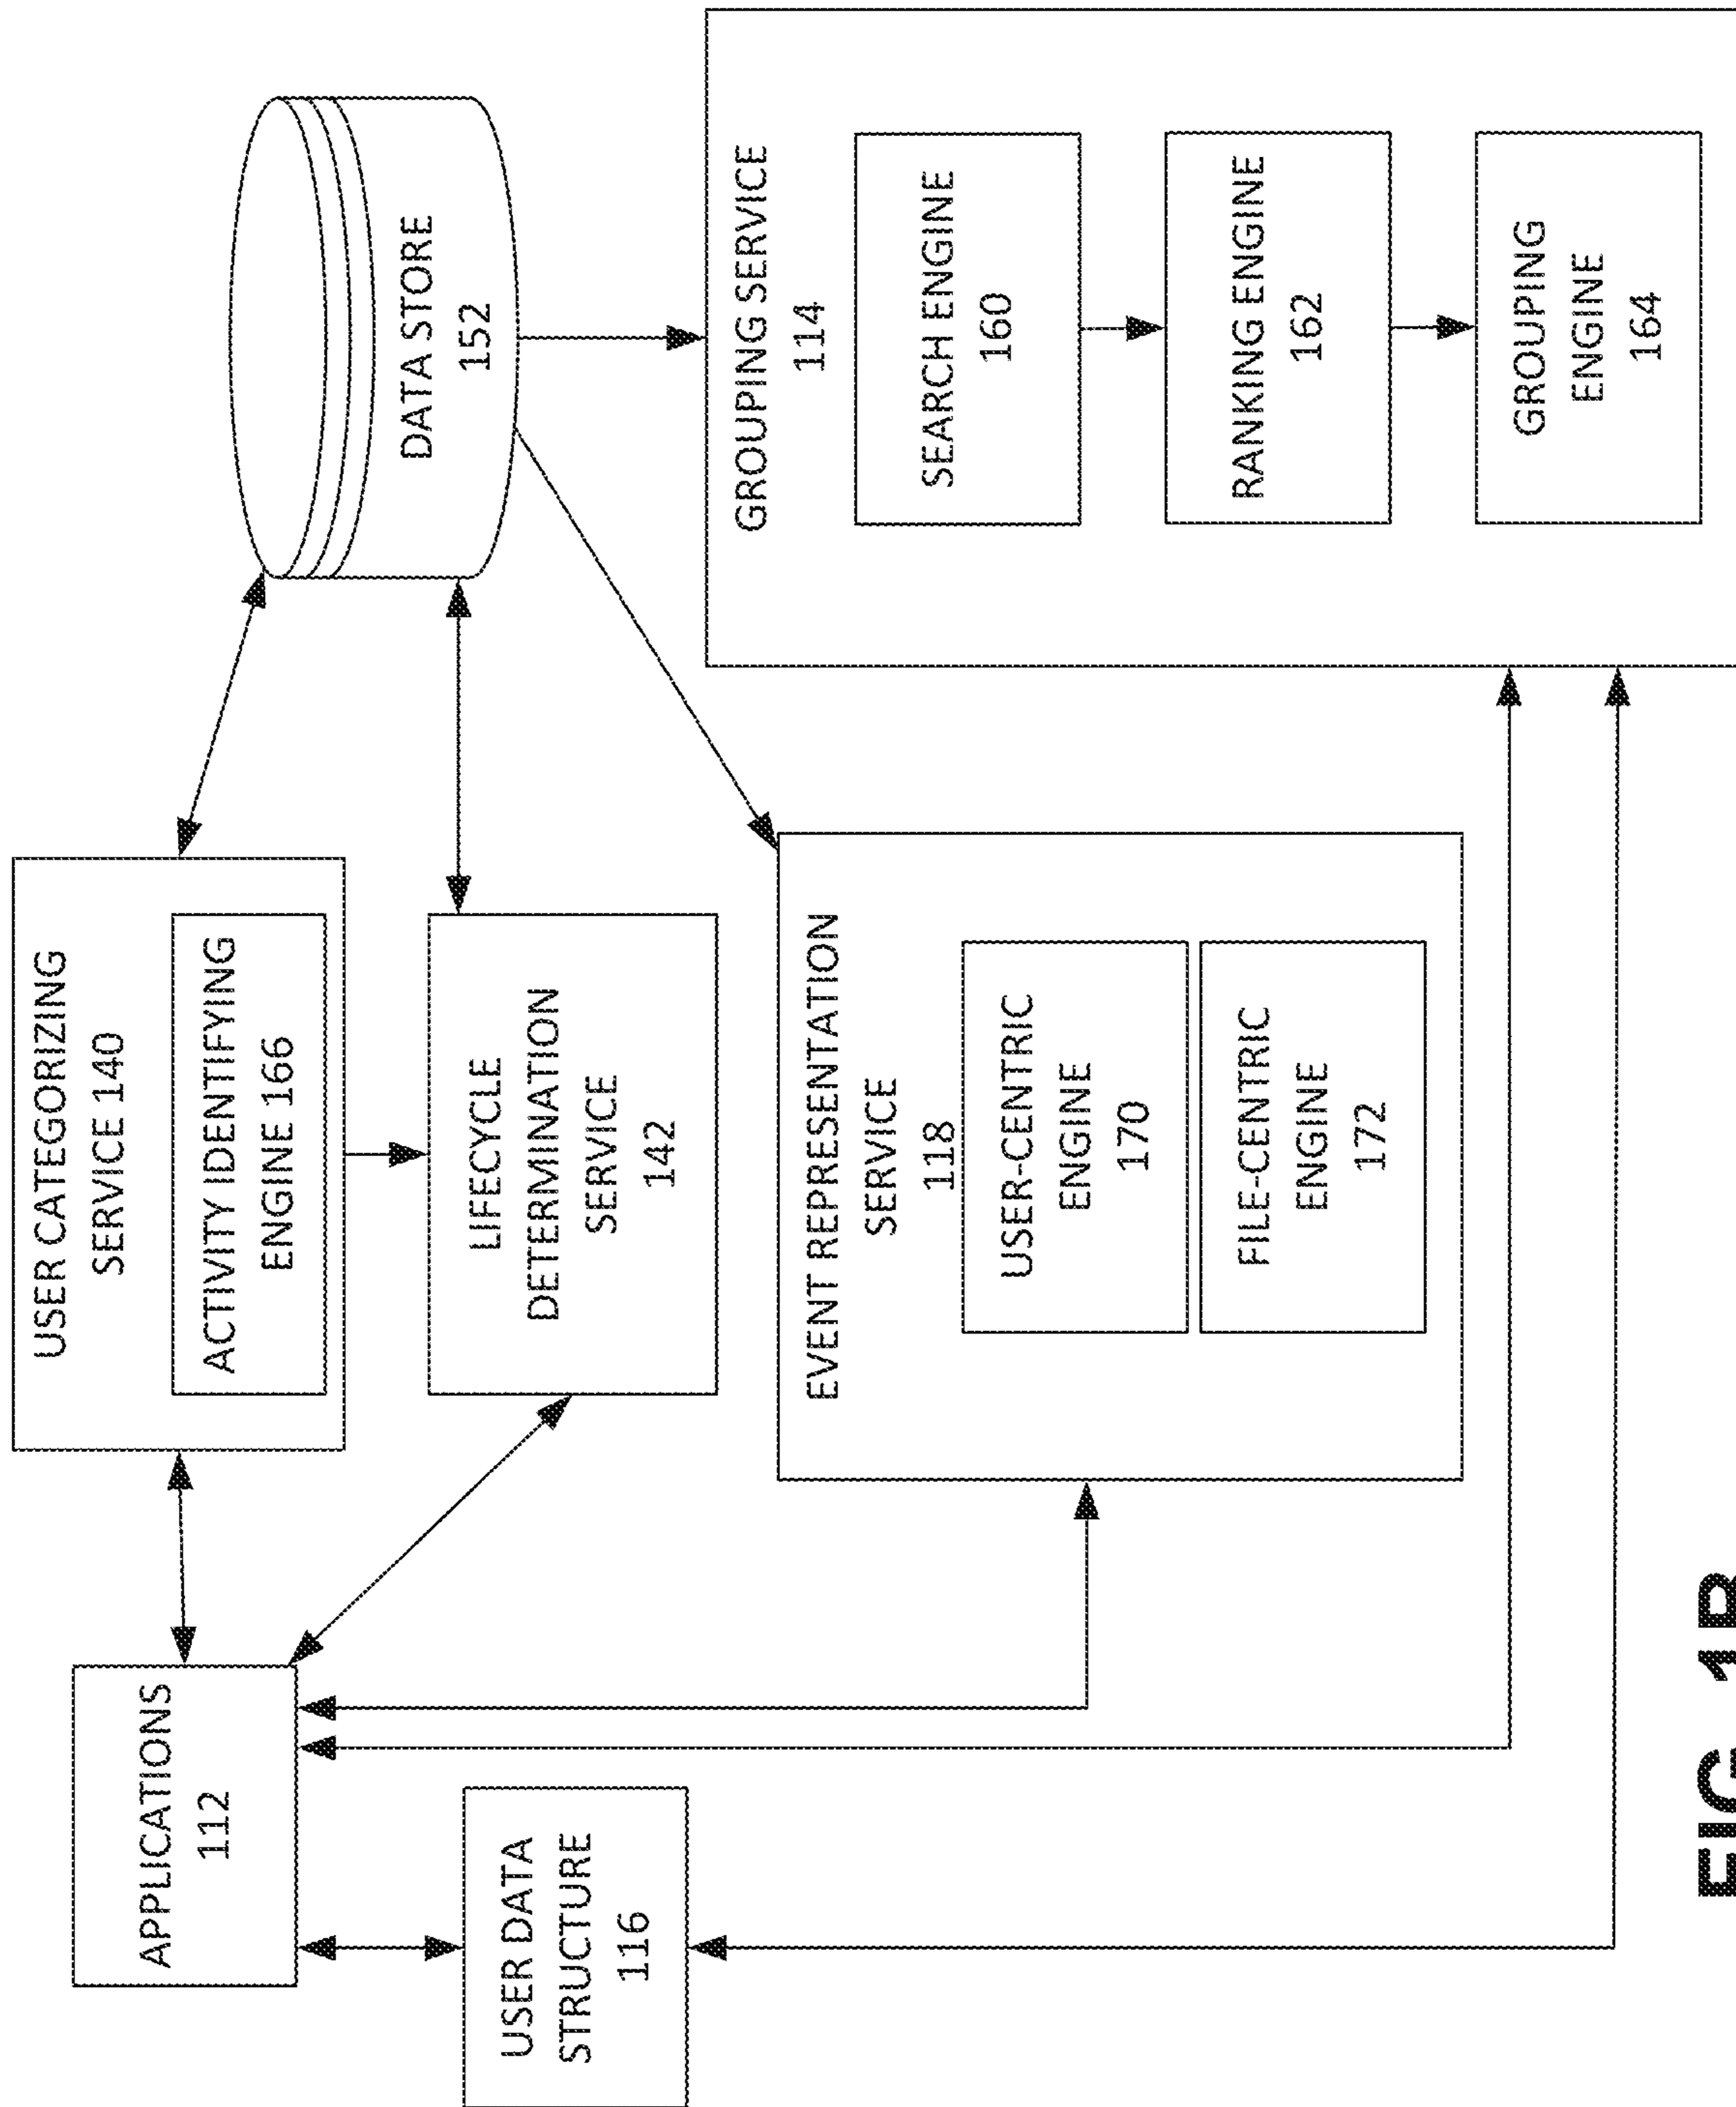 APPLICATIONS
112
USER DATA
STRUCTURE
116
USER CATEGORIZING
SERVICE 140
ACTIVITY IDENTIFYING
ENGINE 166
LIFECYCLE
DETERMINATION
SERVICE
142
EVENT REPRESENTATION
SERVICE
118
USER-CENTRIC
ENGINE
170
FILE-CENTRIC
ENGINE
172
DATA STORE
152
GROUPING SERVICE
114
SEARCH ENGINE
160
RANKING ENGINE
162
GROUPING
ENGINE
164
FIG. 1B